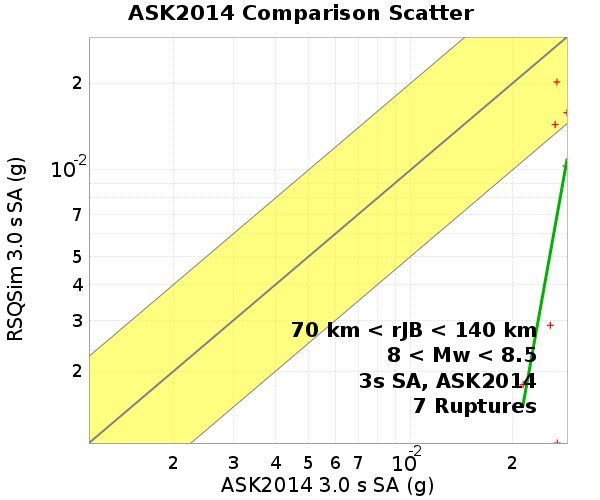 ASK2014 Comparison Scatter
RSQSim 3.0 s SA (g)
2
10-2
7
5
4
3
2
70 km < rJB < 140 km
8 < Mw < 8.5
3s SA, ASK2014
7 Ruptures
2 3 4 5 6 7 10-2 2
ASK2014 3.0 s SA (g)